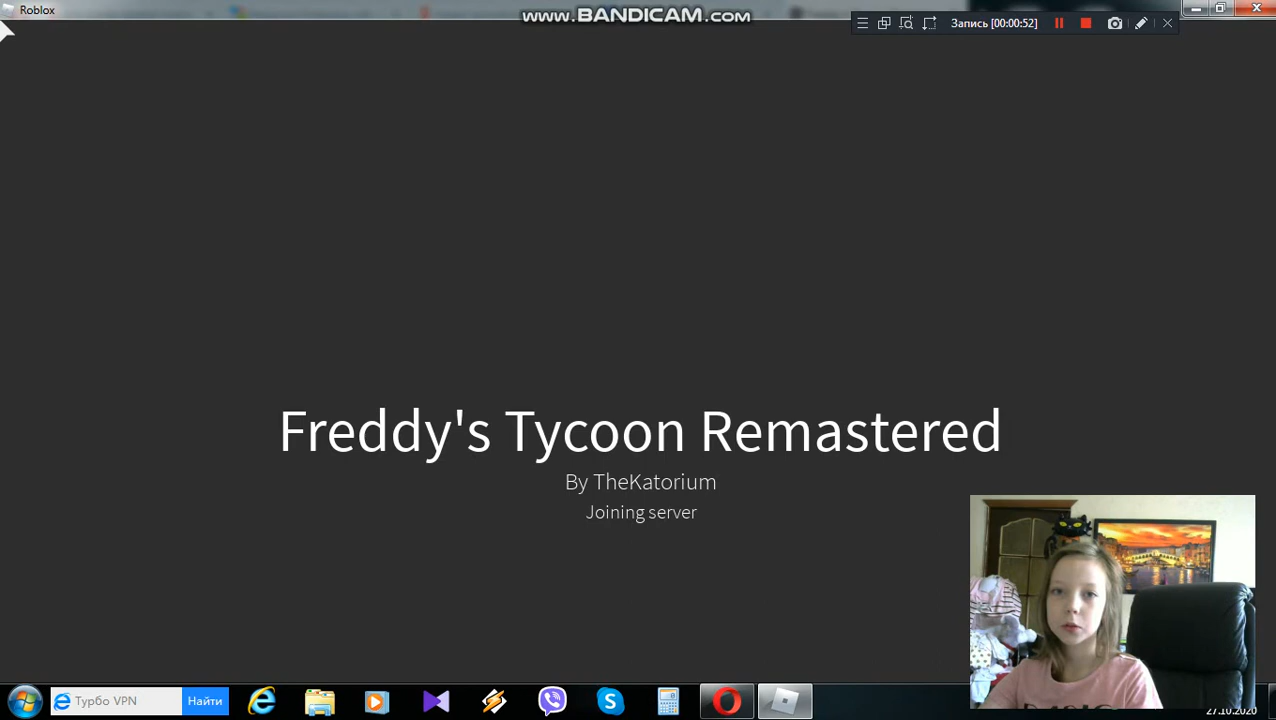 Roblox
WWW.BANDICAM.COM
Запись [00:00:52]
Freddy's Tycoon Remastered
By TheKatorium
Joining server
Турбо VPN
Найти
27.10.2020